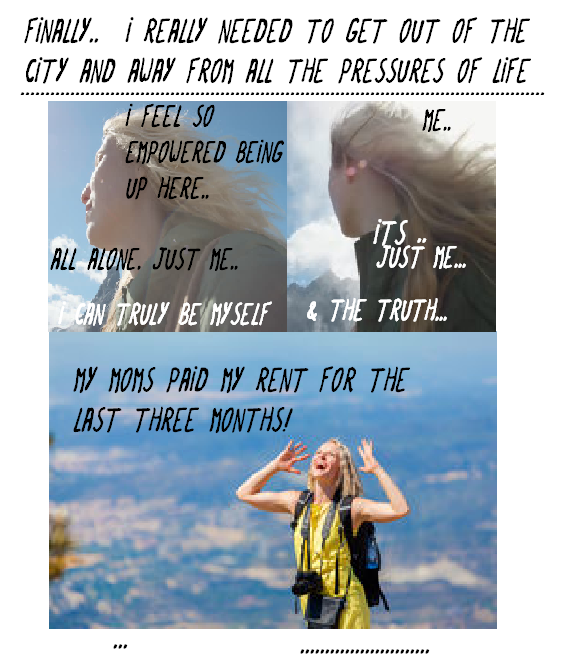 FINALLY.. I REALLY NEEDED TO GET OUT OF THE
CITY AND AWAY FROM ALL THE PRESSURES OF LIFE
I FEEL SO
EMPOWERED BEING
UP HERE..
ALL ALONE. JUST ME..
I CAN TRULY BE MYSELF
ME..
ITS ..
JUST ME...
& THE TRUTH...
MY MOMS PAID MY RENT FOR THE
LAST THREE MONTHS!
... ..........................